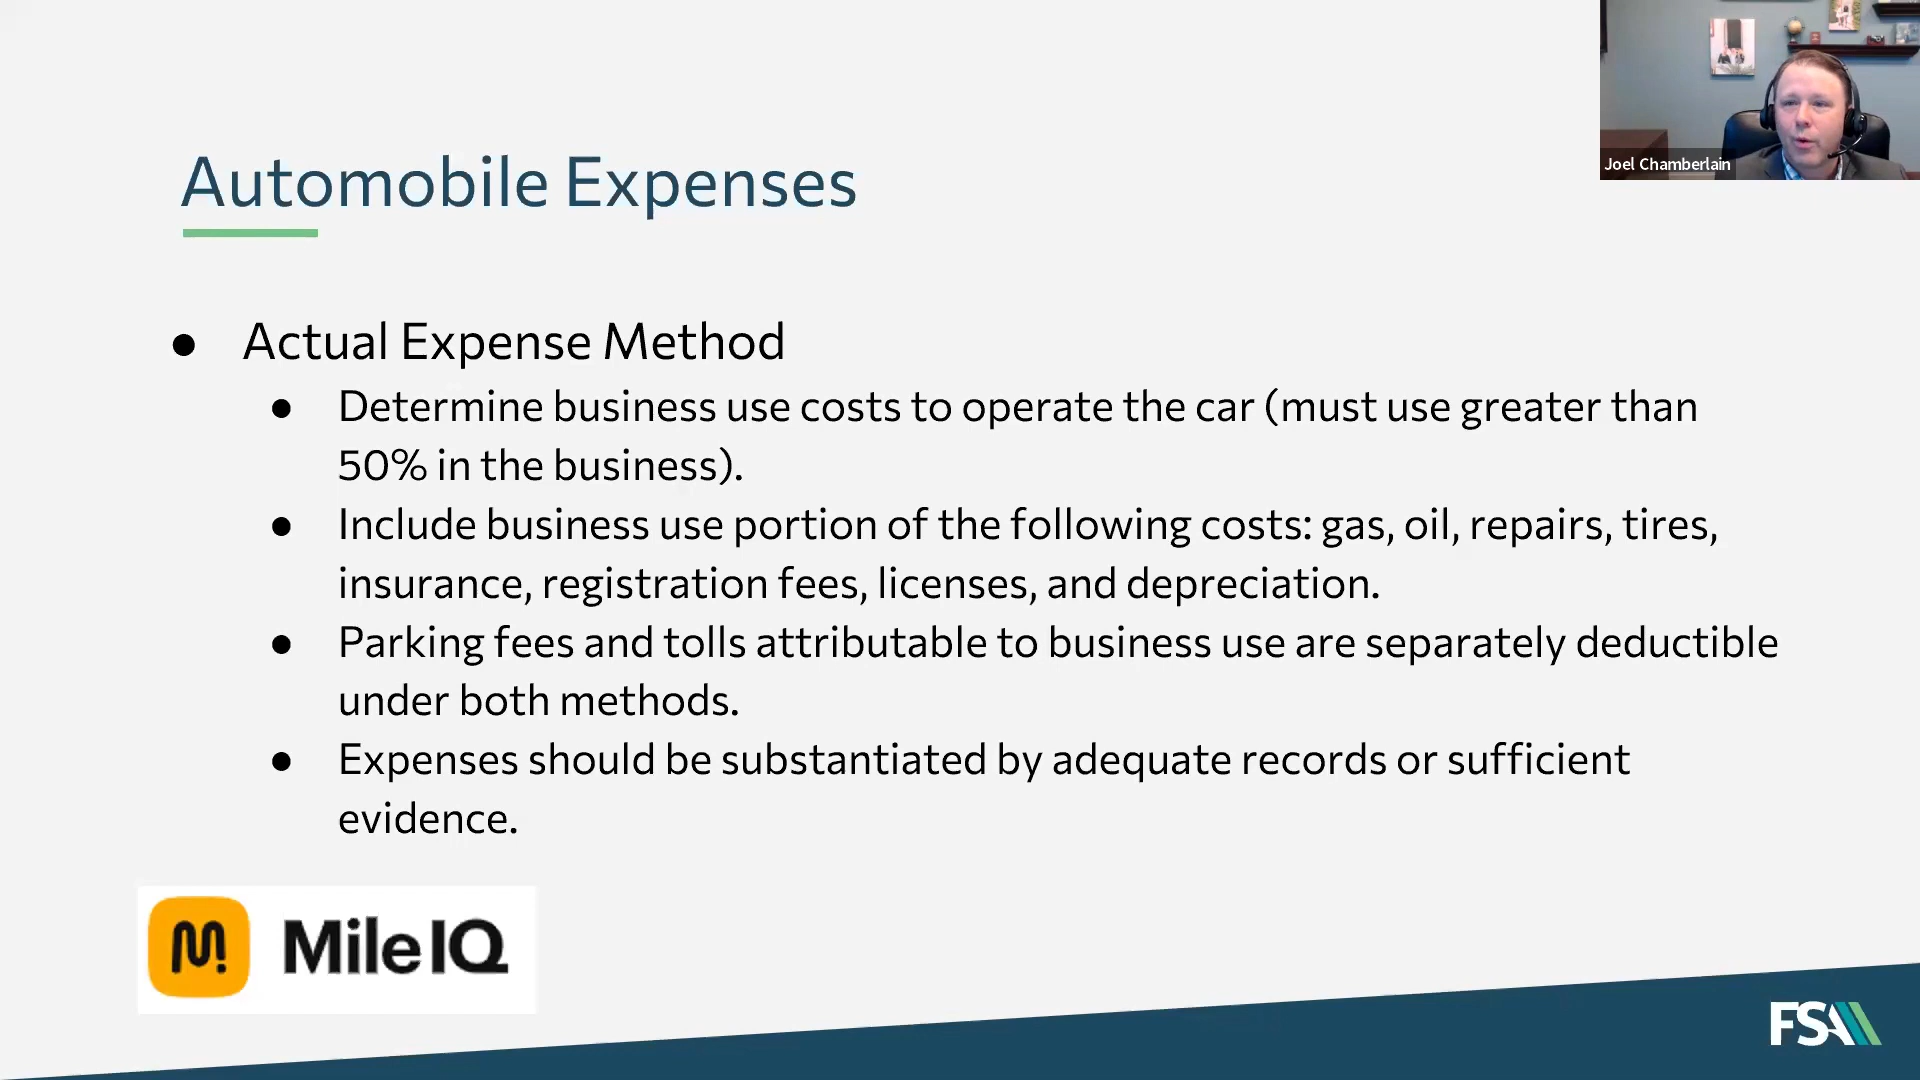 Joel Chamberlain
Automobile Expenses
● Actual Expense Method
● Determine business use costs to operate the car (must use greater than
50% in the business).
● Include business use portion of the following costs: gas, oil, repairs, tires,
insurance, registration fees, licenses, and depreciation.
● Parking fees and tolls attributable to business use are separately deductible
under both methods.
● Expenses should be substantiated by adequate records or sufficient
evidence.
Mile IQ
FSA